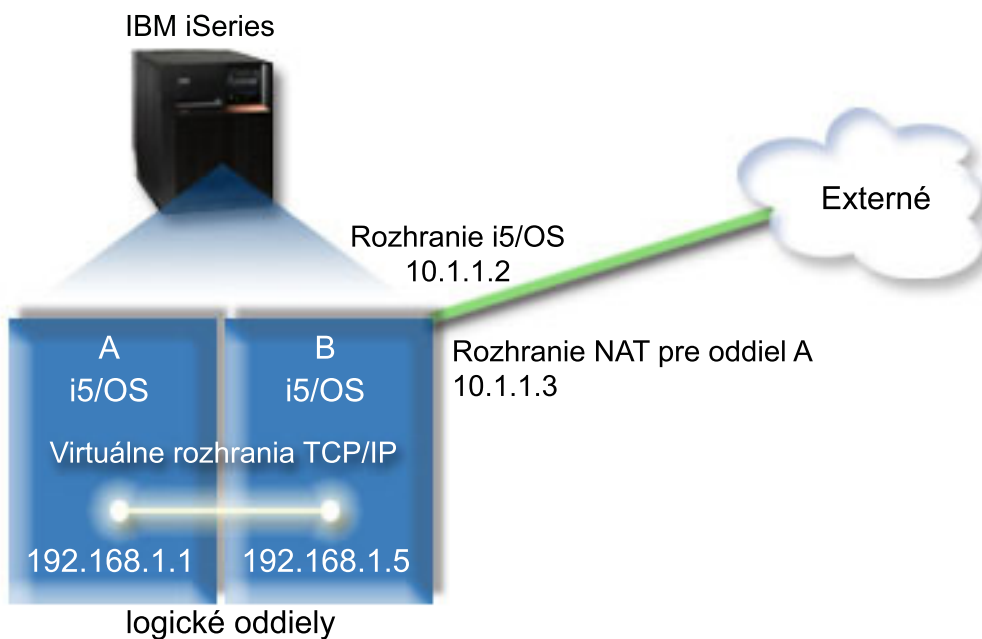 IBM iSeries
Externé
Rozhranie i5/OS
10.1.1.2
Rozhranie NAT pre oddiel A
10.1.1.3
A
i5/OS
B
i5/OS
Virtuálne rozhrania TCP/IP
192.168.1.1
192.168.1.5
logické oddiely